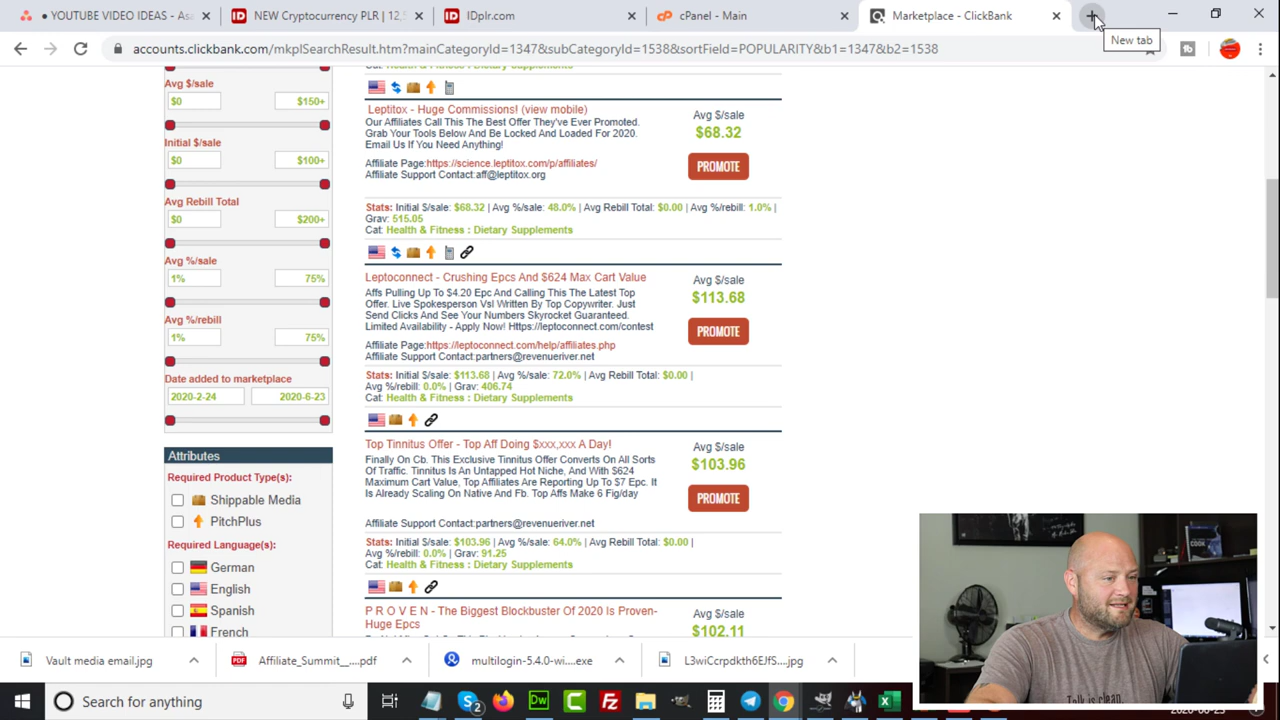 YOUTUBE VIDEO IDEAS - As
NEW Cryptocurrency PLR | 12.5
IDplr.com
cPanel - Main
Marketplace - ClickBank
New tab
accounts.clickbank.com/mkplSearchResult.htm?mainCategoryId=1347&subCategoryId=1538&sortField=POPULARITY&b1=1347&b2=1538
Avg $/sale
$0 $150+
Initial $/sale
$0 $100+
Avg Rebill Total
$0 $200+
Avg %/sale
1% 75%
Avg %/rebill
1% 75%
Date added to marketplace
2020-2-24 2020-6-23
Attributes
Required Product Type(s):
Shippable Media
PitchPlus
Required Language(s):
German
English
Spanish
French
Cat: Health & Fitness : Dietary Supplements
Leptitox - Huge Commissions! (view mobile)
Our Affiliates Call This The Best Offer They've Ever Promoted.
Grab Your Tools Below And Be Locked And Loaded For 2020.
Email Us If You Need Anything!
Affiliate Page:https://science.leptitox.com/p/affiliates/
Affiliate Support Contact:aff@leptitox.org
Avg $/sale
$68.32
PROMOTE
Stats: Initial $/sale: $68.32 | Avg %/sale: 48.0% | Avg Rebill Total: $0.00 | Avg %/rebill: 1.0% |
Grav: 515.05
Cat: Health & Fitness : Dietary Supplements
Leptoconnect - Crushing Epcs And $624 Max Cart Value
Affs Pulling Up To $4.20 Epc And Calling This The Latest Top
Offer. Live Spokesperson Vsl Written By Top Copywriter. Just
Send Clicks And See Your Numbers Skyrocket Guaranteed.
Limited Availability - Apply Now! Https://leptoconnect.com/contest
Affiliate Page:https://leptoconnect.com/help/affiliates.php
Affiliate Support Contact:partners@revenueriver.net
Avg $/sale
$113.68
PROMOTE
Stats: Initial $/sale: $113.68 | Avg %/sale: 72.0% | Avg Rebill Total: $0.00 |
Avg %/rebill: 0.0% | Grav: 406.74
Cat: Health & Fitness : Dietary Supplements
Top Tinnitus Offer - Top Aff Doing $xxx,xxx A Day!
Finally On Cb. This Exclusive Tinnitus Offer Converts On All Sorts
Of Traffic. Tinnitus Is An Untapped Hot Niche, And With $624
Maximum Cart Value, Top Affiliates Are Reporting Up To $7 Epc. It
Is Already Scaling On Native And Fb. Top Affs Make 6 Fig/day
Affiliate Support Contact:partners@revenueriver.net
Avg $/sale
$103.96
PROMOTE
Stats: Initial $/sale: $103.96 | Avg %/sale: 64.0% | Avg Rebill Total: $0.00 |
Avg %/rebill: 0.0% | Grav: 91.25
Cat: Health & Fitness : Dietary Supplements
P R O V E N - The Biggest Blockbuster Of 2020 Is Proven-
Huge Epcs
Avg $/sale
$102.11
Vault media email.jpg
Affiliate_Summit__....pdf
multilogin-5.4.0-wi....exe
L3wiCcrpdkth6EJfS....jpg
Search for anything
COOK
Talk is clean.
2020-06-23